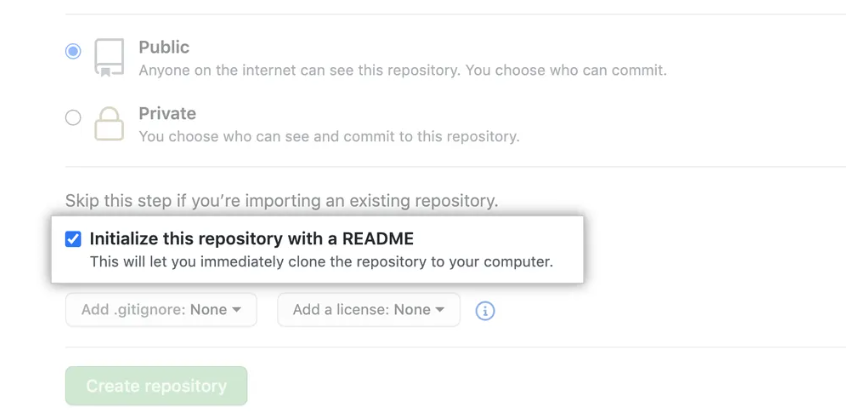 Public
Anyone on the internet can see this repository. You choose who can commit.
Private
You choose who can see and commit to this repository.
Skip this step if you’re importing an existing repository.
Initialize this repository with a README
This will let you immediately clone the repository to your computer.
Add .gitignore: None Add a license: None
Create repository